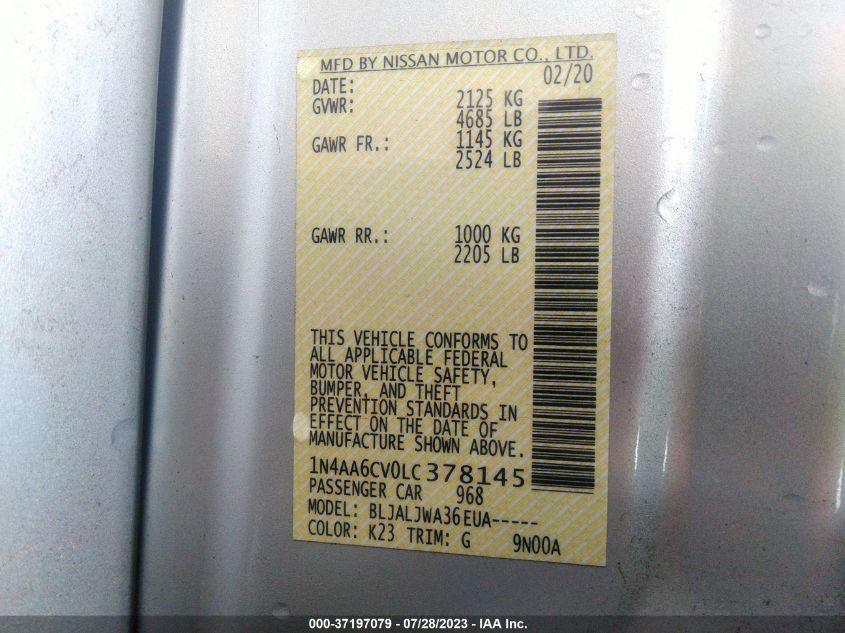 MFD BY NISSAN MOTOR CO., LTD.
DATE: 02/20
GVWR: 2125 KG
4685 LB
GAWR FR.: 1145 KG
2524 LB
GAWR RR.: 1000 KG
2205 LB
THIS VEHICLE CONFORMS TO
ALL APPLICABLE FEDERAL
MOTOR VEHICLE SAFETY,
BUMPER, AND THEFT
PREVENTION STANDARDS IN
EFFECT ON THE DATE OF
MANUFACTURE SHOWN ABOVE.
1N4AA6CV0LC378145
PASSENGER CAR 968
MODEL: BLJALJWA36EUA-----
COLOR: K23 TRIM: G 9N00A
000-37197079 - 07/28/2023 - IAA Inc.